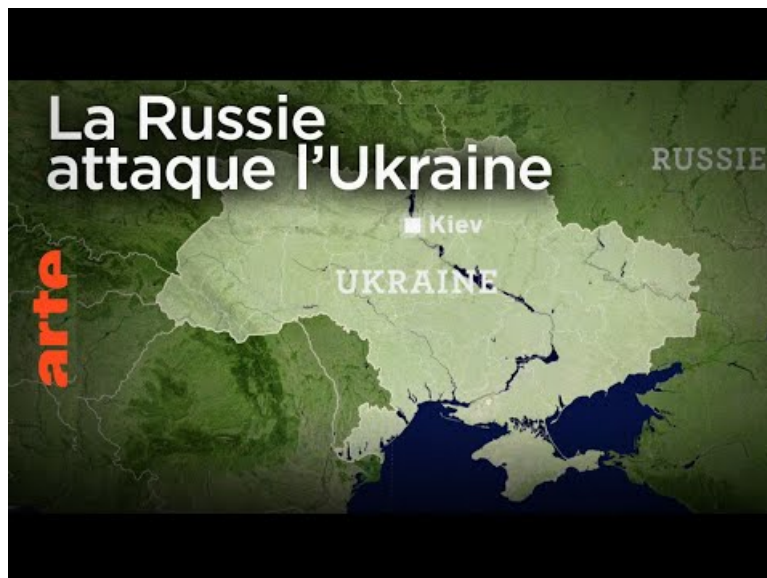 La Russie
attaque l'Ukraine
RUSSIE
Kiev
UKRAINE
arte